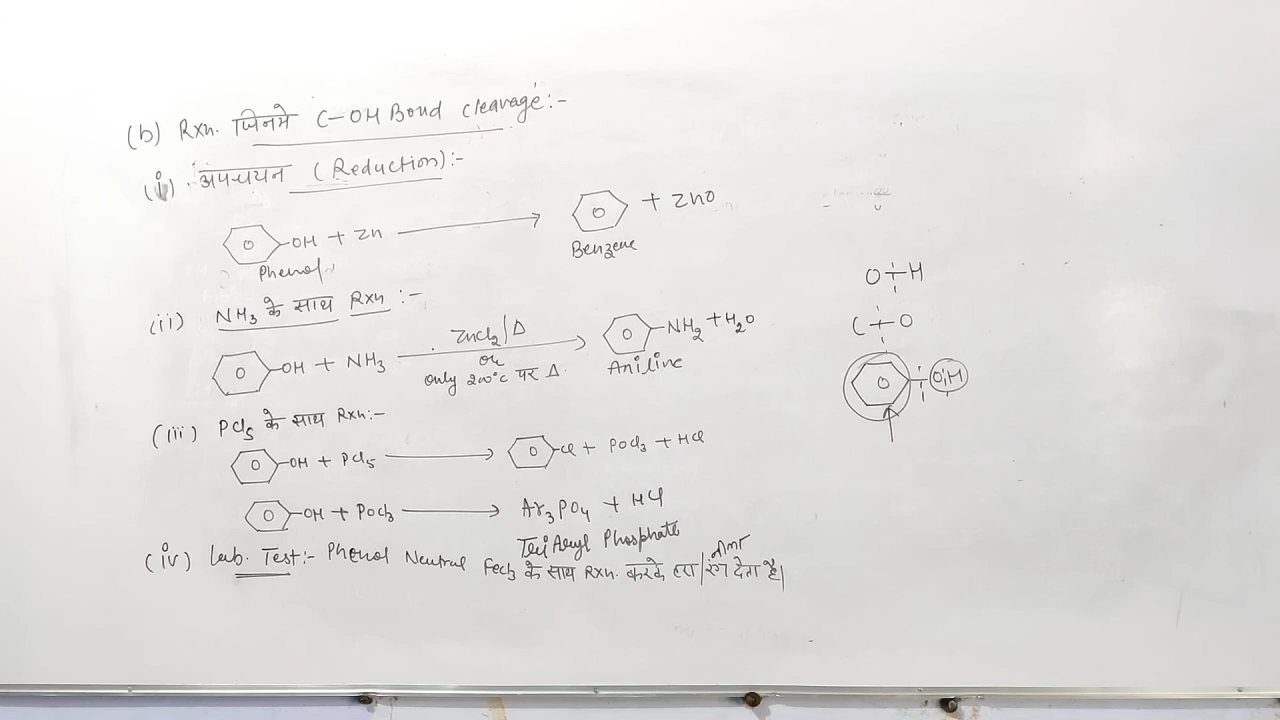 (b) Rxn. जिनमे C–OH Bond cleavage:-
(i) अपचयन (Reduction):-
–OH + Zn ⟶ + ZnO
Phenol Benzene
(ii) NH3 के साथ Rxn :-
–OH + NH3 ZnCl2/Δ –NH2 + H2O
or
only 200°C पर Δ. Aniline
(iii) PCl5 के साथ Rxn:-
–OH + PCl5 ⟶ –Cl + POCl3 + HCl
–OH + POCl3 ⟶ Ar3PO4 + HCl
Tri Aryl Phosphate
(iv) Lab. Test:- Phenol Neutral FeCl3 के साथ Rxn. करके हरा/नीला रंग देता है।
O–H
C–O
OH